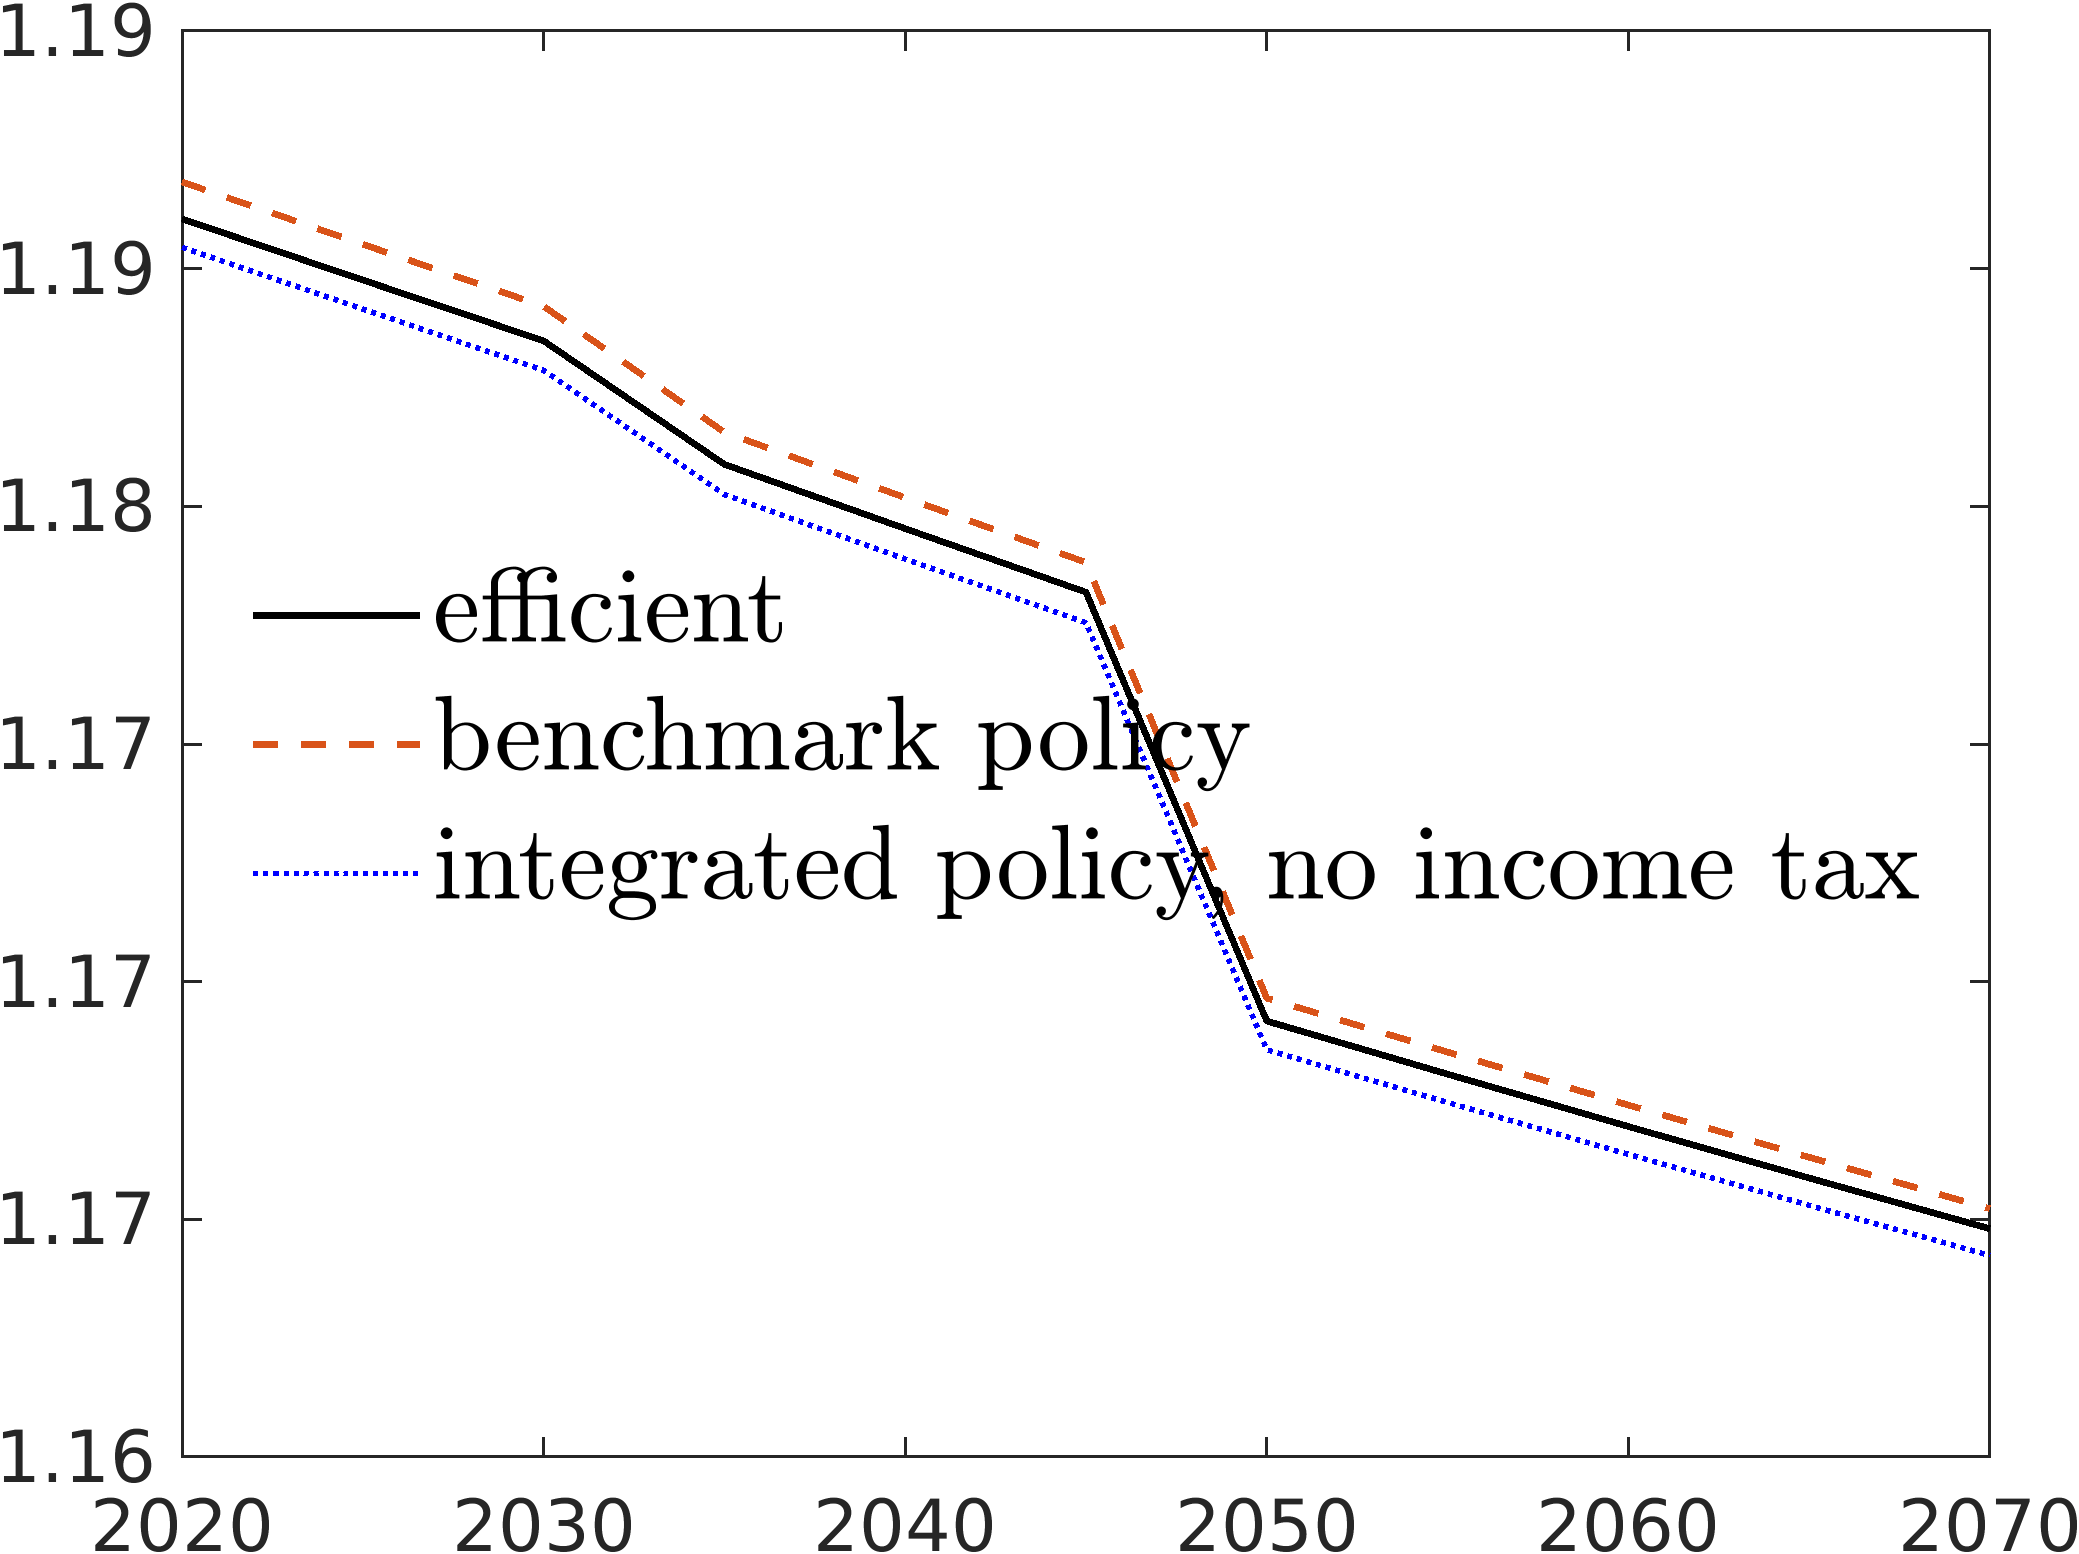 1.19
1.19
1.18
efficient
benchmark policy
1.17
integrated policy, no income tax
1.17
1.17
1.16
2020 2030 2040 2050 2060 2070